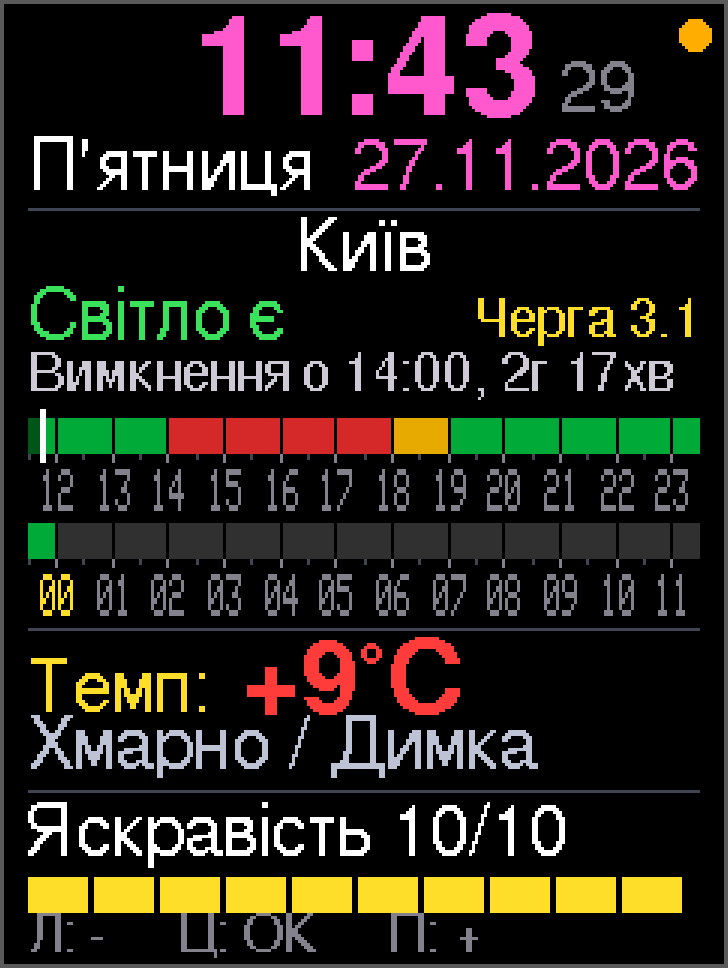 11:43 29
П'ятниця 27.11.2026
Київ
Світло є Черга 3.1
Вимкнення о 14:00, 2г 17хв
12 13 14 15 16 17 18 19 20 21 22 23
00 01 02 03 04 05 06 07 08 09 10 11
Темп: +9°C
Хмарно / Димка
Яскравість 10/10
Л: - Ц: ОК П: +